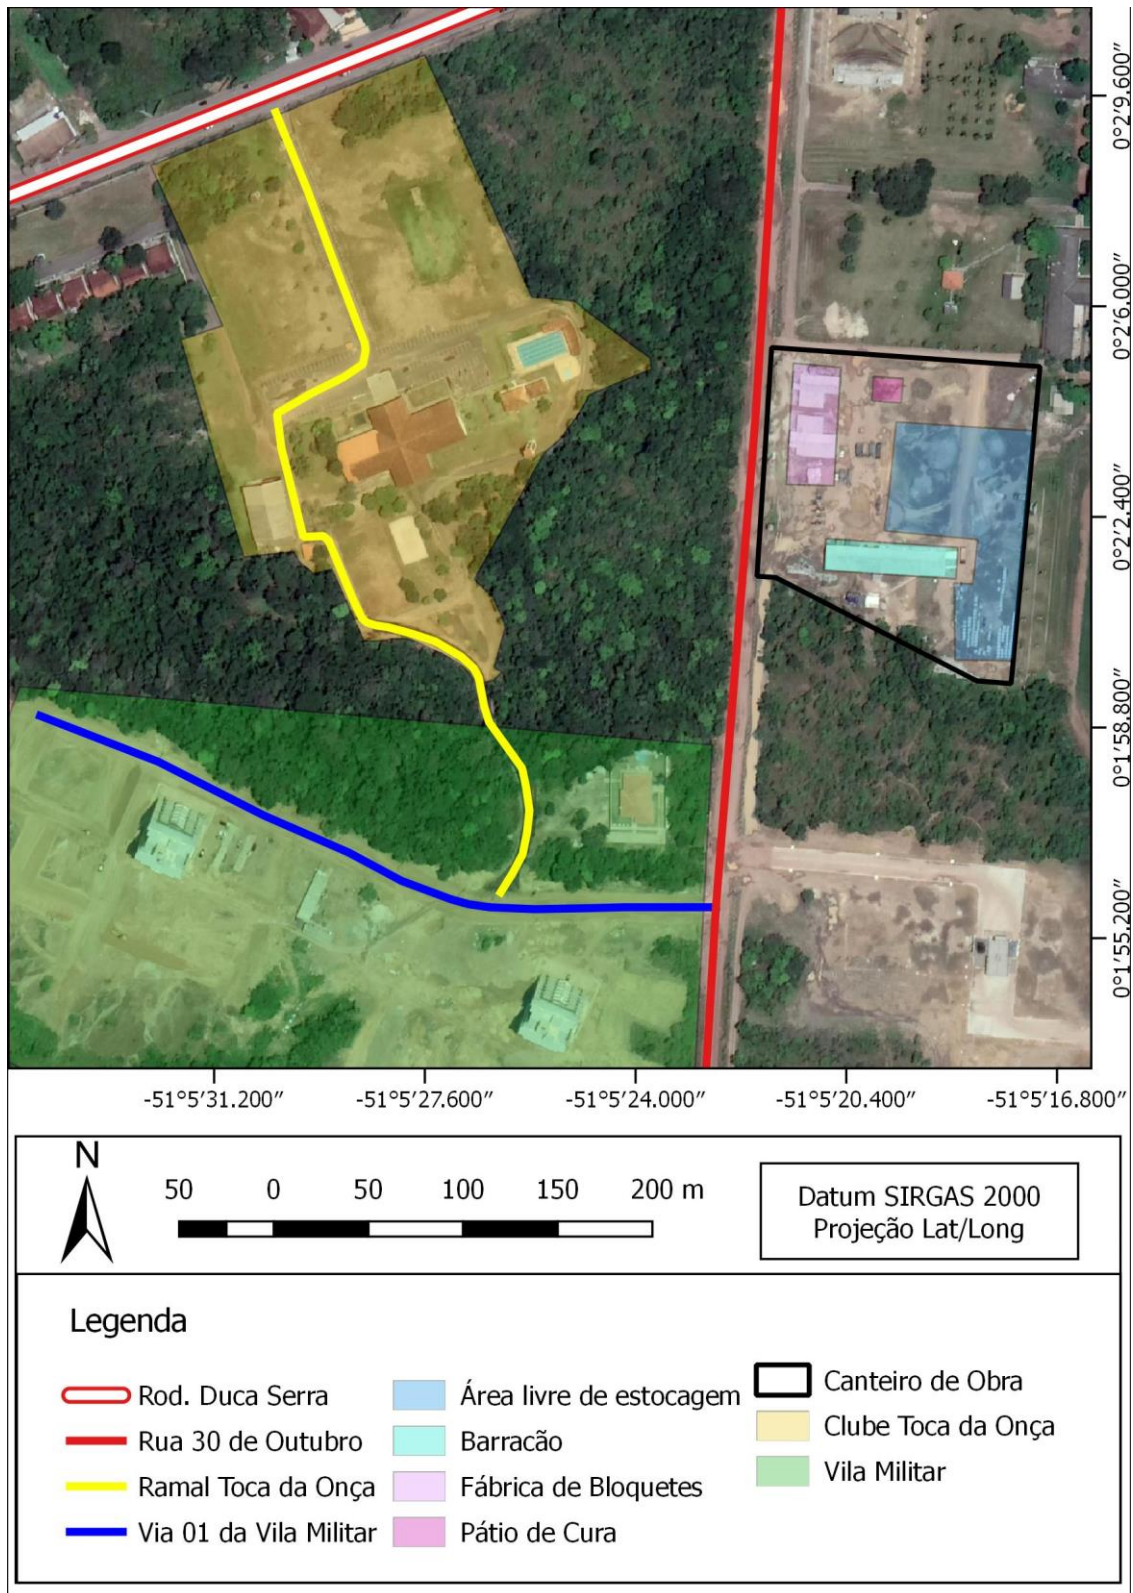 0°2′9.600″
0°2′6.000″
0°2′2.400″
0°1′58.800″
0°1′55.200″
-51°5′31.200″ -51°5′27.600″ -51°5′24.000″ -51°5′20.400″ -51°5′16.800″
N
50 0 50 100 150 200 m
Datum SIRGAS 2000
Projeção Lat/Long
Legenda
Rod. Duca Serra
Rua 30 de Outubro
Ramal Toca da Onça
Via 01 da Vila Militar
Área livre de estocagem
Barracão
Fábrica de Bloquetes
Pátio de Cura
Canteiro de Obra
Clube Toca da Onça
Vila Militar